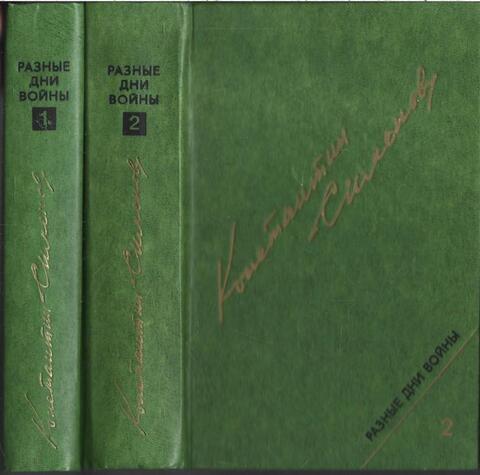 РАЗНЫЕ
ДНИ
ВОЙНЫ
1
Константин Симонов
РАЗНЫЕ
ДНИ
ВОЙНЫ
2
Константин Симонов
Константин
Симонов
РАЗНЫЕ ДНИ ВОЙНЫ
2